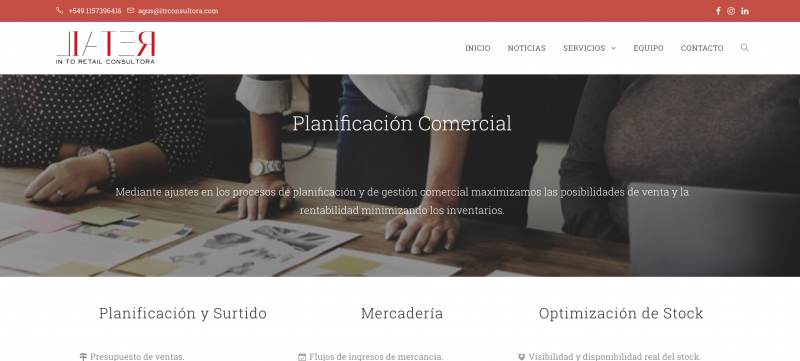 +549 1157396416 agus@itrconsultora.com
RETAIL
IN TO RETAIL CONSULTORA
INICIO NOTICIAS SERVICIOS EQUIPO CONTACTO
Planificación Comercial
Mediante ajustes en los procesos de planificación y de gestión comercial maximizamos las posibilidades de venta y la
rentabilidad minimizando los inventarios.
Planificación y Surtido Mercadería Optimización de Stock
Presupuesto de ventas. Flujos de ingresos de mercancía. Visibilidad y disponibilidad real del stock.